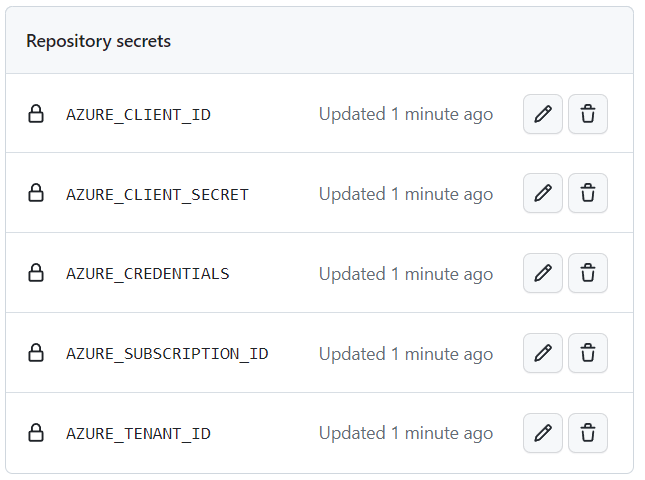 Repository secrets
AZURE_CLIENT_ID Updated 1 minute ago
AZURE_CLIENT_SECRET Updated 1 minute ago
AZURE_CREDENTIALS Updated 1 minute ago
AZURE_SUBSCRIPTION_ID Updated 1 minute ago
AZURE_TENANT_ID Updated 1 minute ago